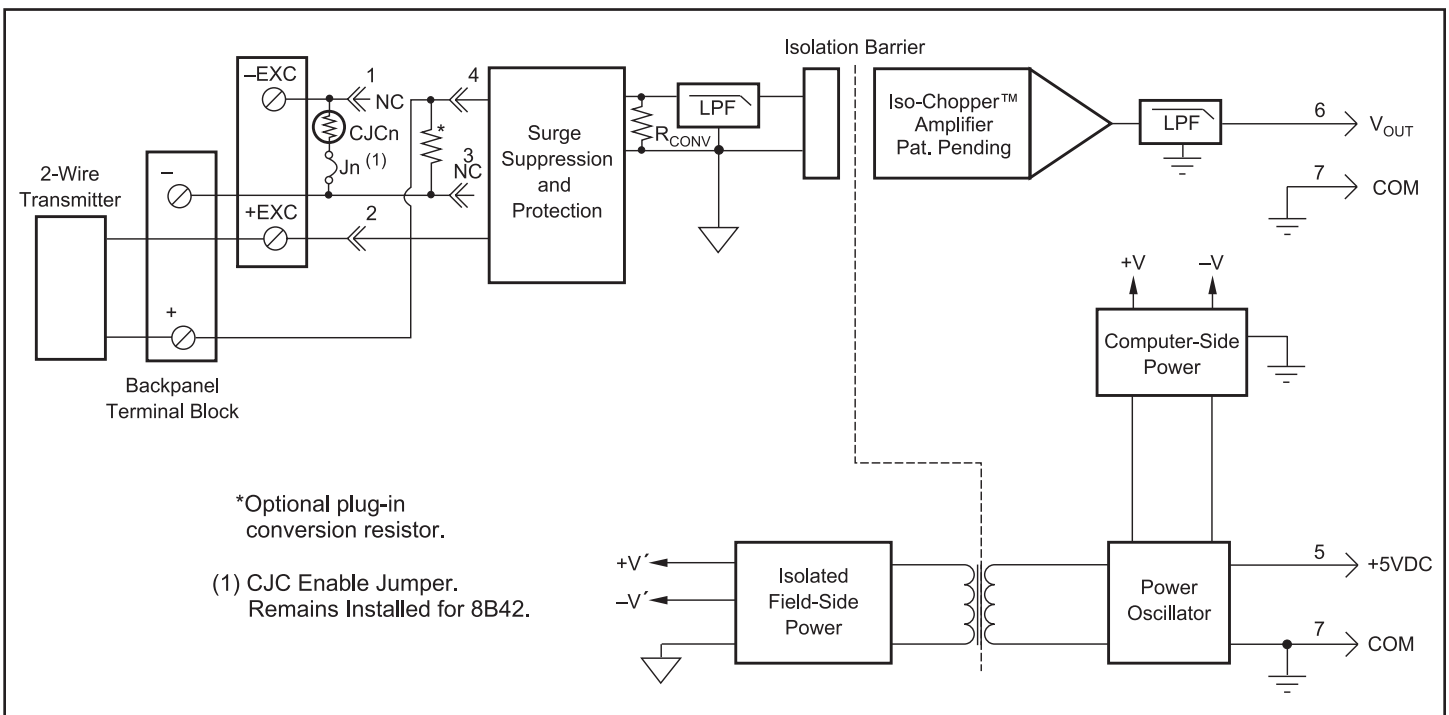 Isolation Barrier
–EXC
1
NC
4
CJCn
*
Jn (1)
3
NC
2-Wire
Transmitter
–
+EXC
2
+
Backpanel
Terminal Block
Surge
Suppression
and
Protection
RCONV
LPF
Iso-Chopper™
Amplifier
Pat. Pending
LPF
6
VOUT
7
COM
+V
–V
Computer-Side
Power
*Optional plug-in
conversion resistor.
(1) CJC Enable Jumper.
Remains Installed for 8B42.
+V´
–V´
Isolated
Field-Side
Power
Power
Oscillator
5
+5VDC
7
COM